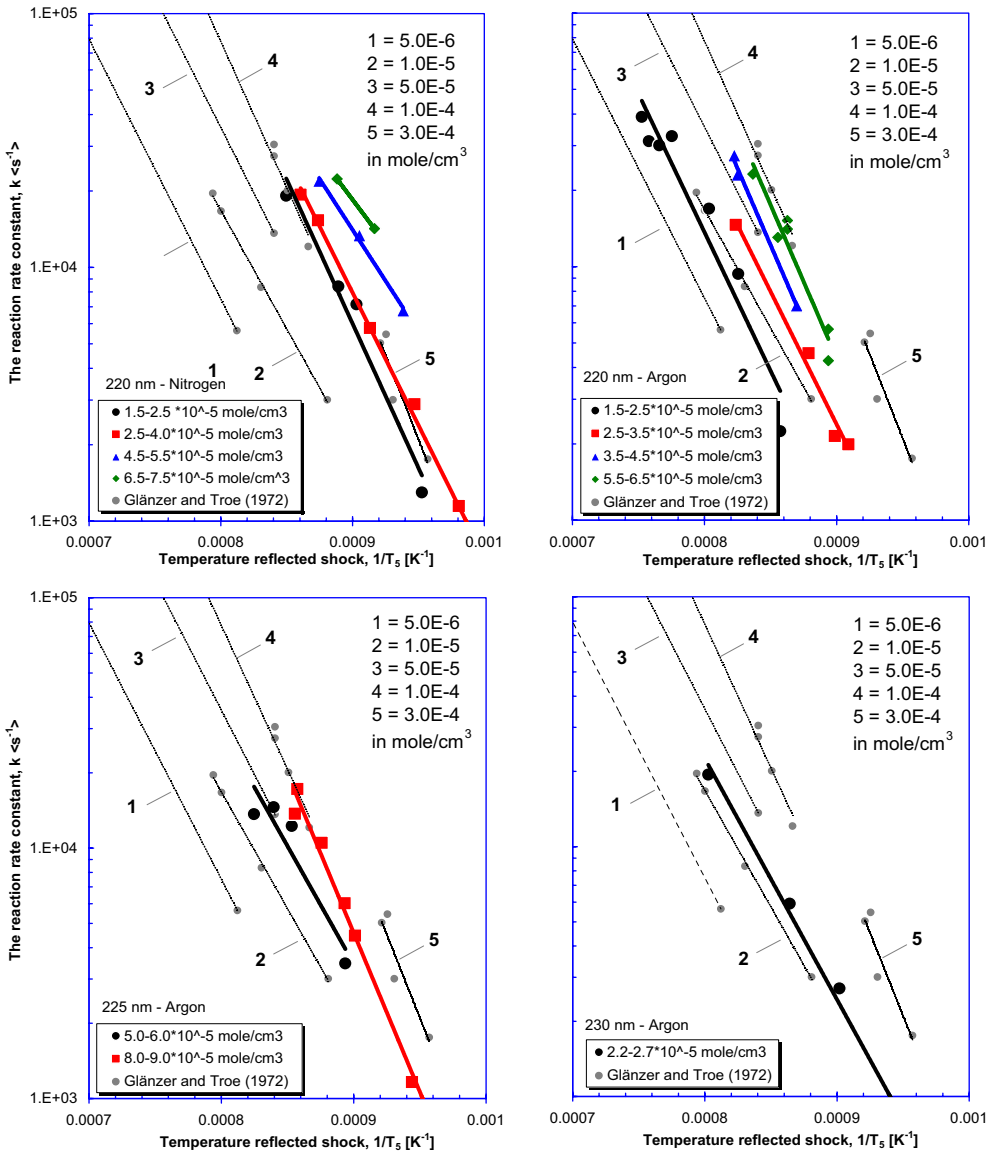 1.E+05
1.E+04
1.E+03
The reaction rate constant, k <s-1>
3
4
1
2
5
1 = 5.0E-6
2 = 1.0E-5
3 = 5.0E-5
4 = 1.0E-4
5 = 3.0E-4
in mole/cm3
220 nm - Nitrogen
1.5-2.5 *10^-5 mole/cm3
2.5-4.0*10^-5 mole/cm3
4.5-5.5*10^-5 mole/cm3
6.5-7.5*10^-5 mole/cm^3
Glänzer and Troe (1972)
0.0007 0.0008 0.0009 0.001
Temperature reflected shock, 1/T5 [K-1]
3
4
1
2
5
1 = 5.0E-6
2 = 1.0E-5
3 = 5.0E-5
4 = 1.0E-4
5 = 3.0E-4
in mole/cm3
220 nm - Argon
1.5-2.5*10^-5 mole/cm3
2.5-3.5*10^-5 mole/cm3
3.5-4.5*10^-5 mole/cm3
5.5-6.5*10^-5 mole/cm3
Glänzer and Troe (1972)
0.0007 0.0008 0.0009 0.001
Temperature reflected shock, 1/T5 [K-1]
1.E+05
1.E+04
1.E+03
The reaction rate constant, k <s-1>
3
4
1
2
5
1 = 5.0E-6
2 = 1.0E-5
3 = 5.0E-5
4 = 1.0E-4
5 = 3.0E-4
in mole/cm3
225 nm - Argon
5.0-6.0*10^-5 mole/cm3
8.0-9.0*10^-5 mole/cm3
Glänzer and Troe (1972)
0.0007 0.0008 0.0009 0.001
Temperature reflected shock, 1/T5 [K-1]
3
4
1
2
5
1 = 5.0E-6
2 = 1.0E-5
3 = 5.0E-5
4 = 1.0E-4
5 = 3.0E-4
in mole/cm3
230 nm - Argon
2.2-2.7*10^-5 mole/cm3
Glänzer and Troe (1972)
0.0007 0.0008 0.0009 0.001
Temperature reflected shock, 1/T5 [K-1]